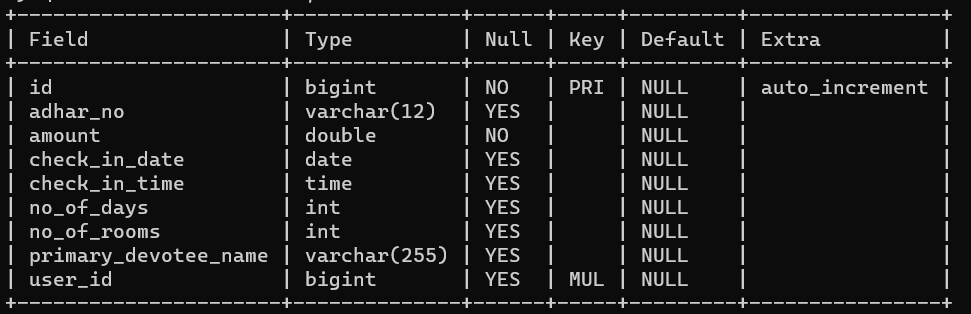 +----------------------+--------------+------+-----+---------+----------------+
| Field                | Type         | Null | Key | Default | Extra          |
+----------------------+--------------+------+-----+---------+----------------+
| id                   | bigint       | NO   | PRI | NULL    | auto_increment |
| adhar_no             | varchar(12)  | YES  |     | NULL    |                |
| amount               | double       | NO   |     | NULL    |                |
| check_in_date        | date         | YES  |     | NULL    |                |
| check_in_time        | time         | YES  |     | NULL    |                |
| no_of_days           | int          | YES  |     | NULL    |                |
| no_of_rooms          | int          | YES  |     | NULL    |                |
| primary_devotee_name | varchar(255) | YES  |     | NULL    |                |
| user_id              | bigint       | YES  | MUL | NULL    |                |
+----------------------+--------------+------+-----+---------+----------------+